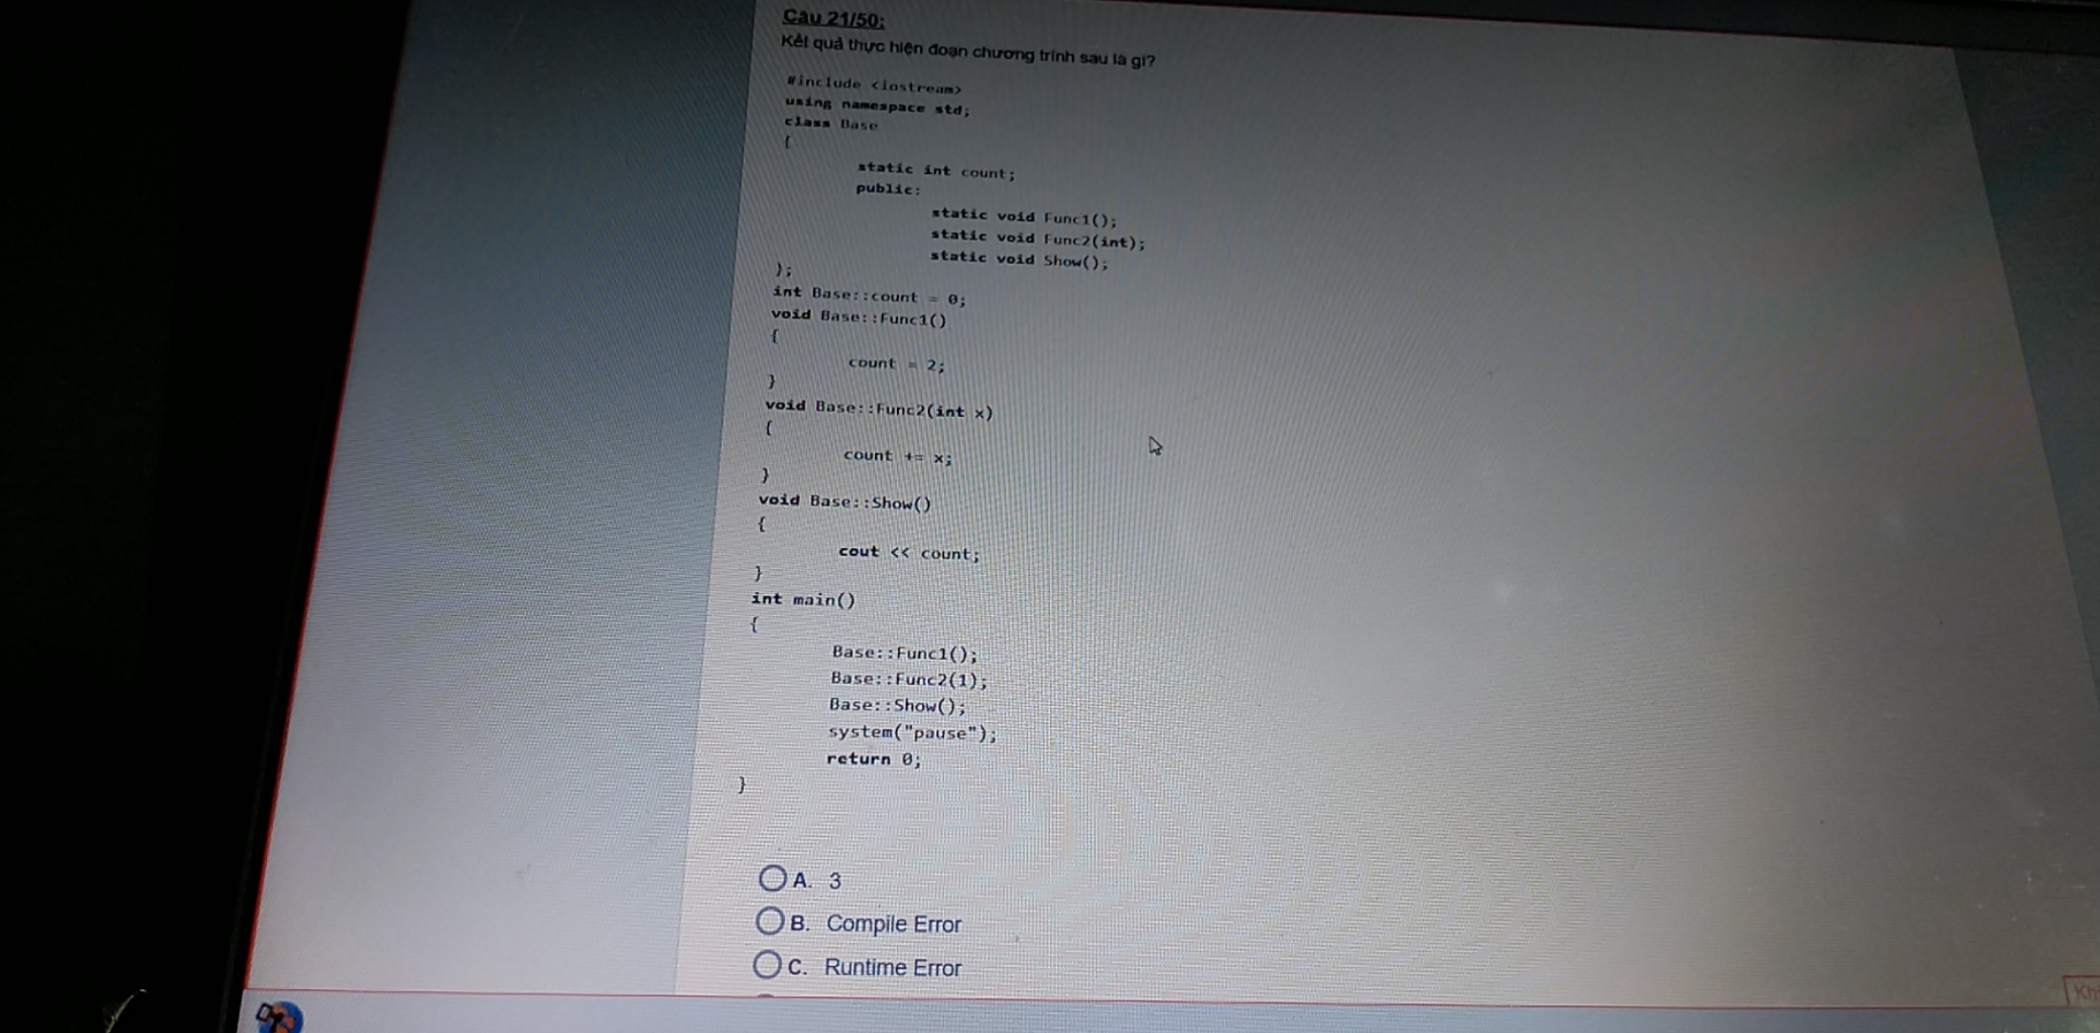 Câu 21/50:
Kết quả thực hiện đoạn chương trình sau là gì?
#include <iostream>
using namespace std;
class Base
{
static int count;
public:
static void Func1();
static void Func2(int);
static void Show();
};
int Base::count = 0;
void Base::Func1()
{
count = 2;
}
void Base::Func2(int x)
{
count += x;
}
void Base::Show()
{
cout << count;
}
int main()
{
Base::Func1();
Base::Func2(1);
Base::Show();
system("pause");
return 0;
}
A. 3
B. Compile Error
C. Runtime Error